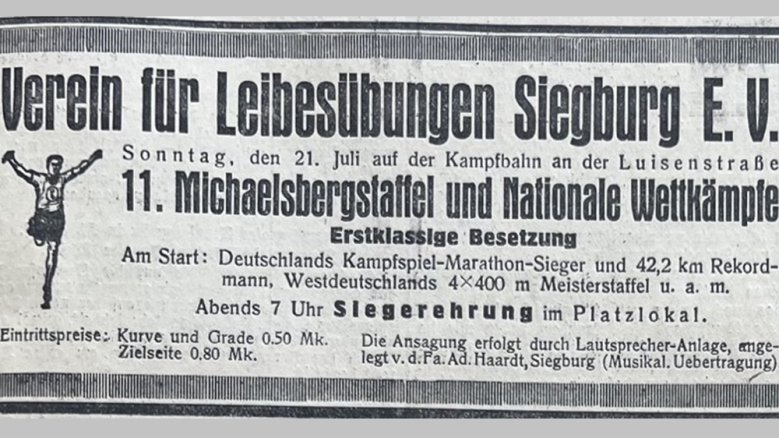 Verein für Leibesübungen Siegburg E. V.
Sonntag, den 21. Juli auf der Kampfbahn an der Luisenstraße
11. Michaelsbergstaffel und Nationale Wettkämpfe
Erstklassige Besetzung
Am Start: Deutschlands Kampfspiel-Marathon-Sieger und 42,2 km Rekord-
mann, Westdeutschlands 4×400 m Meisterstaffel u. a. m.
Abends 7 Uhr Siegerehrung im Platzlokal.
Eintrittspreise: Kurve und Grade 0.50 Mk.
Zielseite 0,80 Mk.
Die Ansagung erfolgt durch Lautsprecher-Anlage, ange-
legt v. d. Fa. Ad. Haardt, Siegburg (Musikal. Uebertragung)